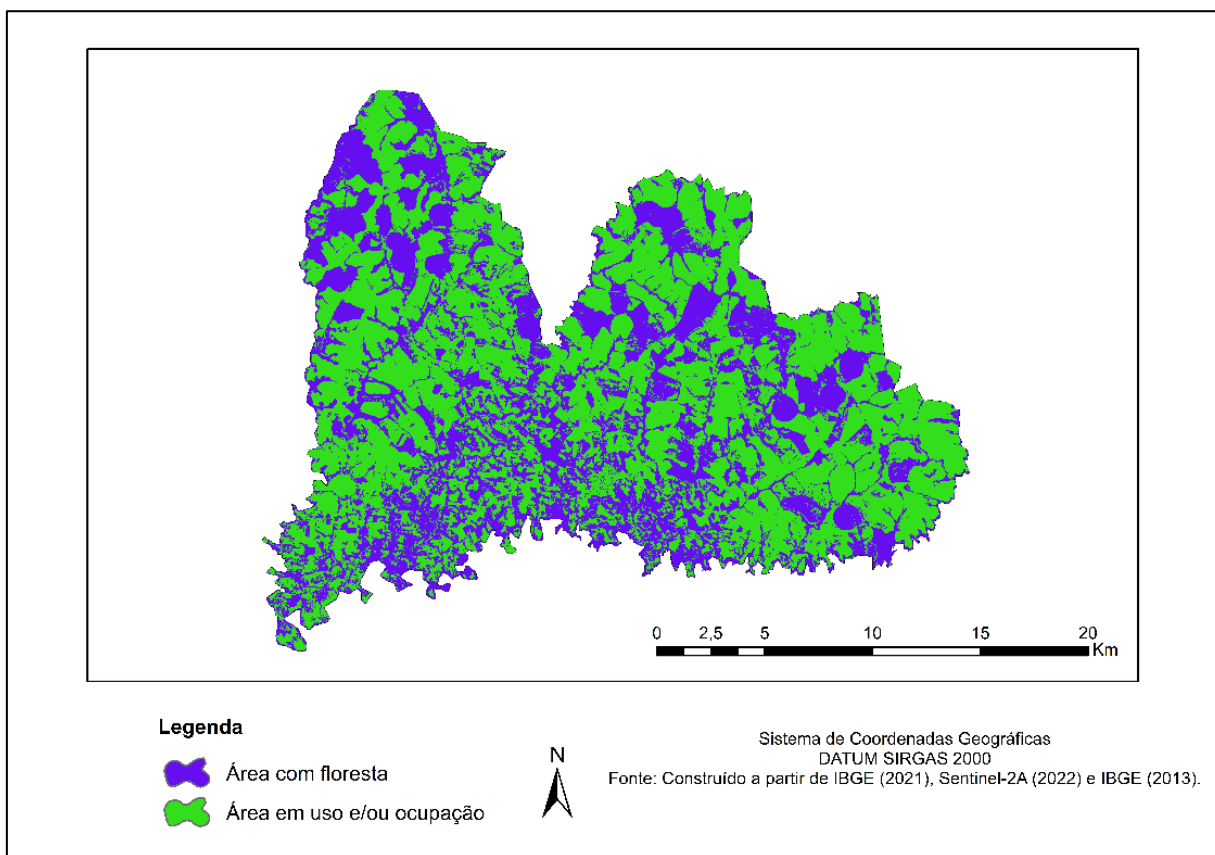 0 2,5 5 10 15 20
Km
Legenda
Área com floresta
Área em uso e/ou ocupação
N
Sistema de Coordenadas Geográficas
DATUM SIRGAS 2000
Fonte: Construído a partir de IBGE (2021), Sentinel-2A (2022) e IBGE (2013).